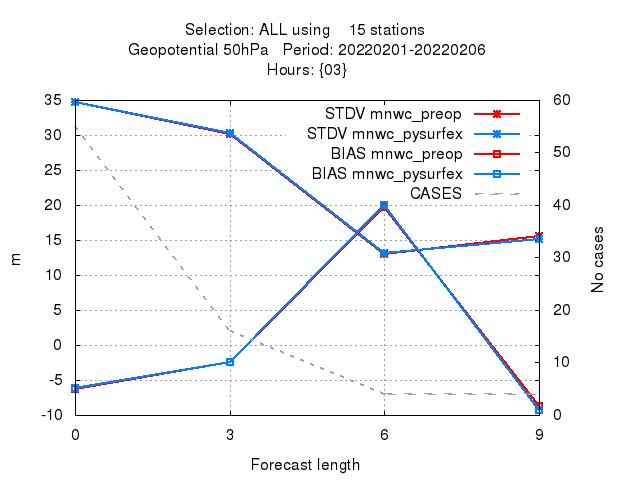 Selection: ALL using    15 stations
Geopotential 50hPa   Period: 20220201-20220206
Hours: {03}
35 60
STDV mnwc_preop
30
STDV mnwc_pysurfex
50
BIAS mnwc_preop
25
BIAS mnwc_pysurfex
CASES
20 40
15
30
m
No cases
10
5 20
0
10
-5
-10 0
0 3 6 9
Forecast length